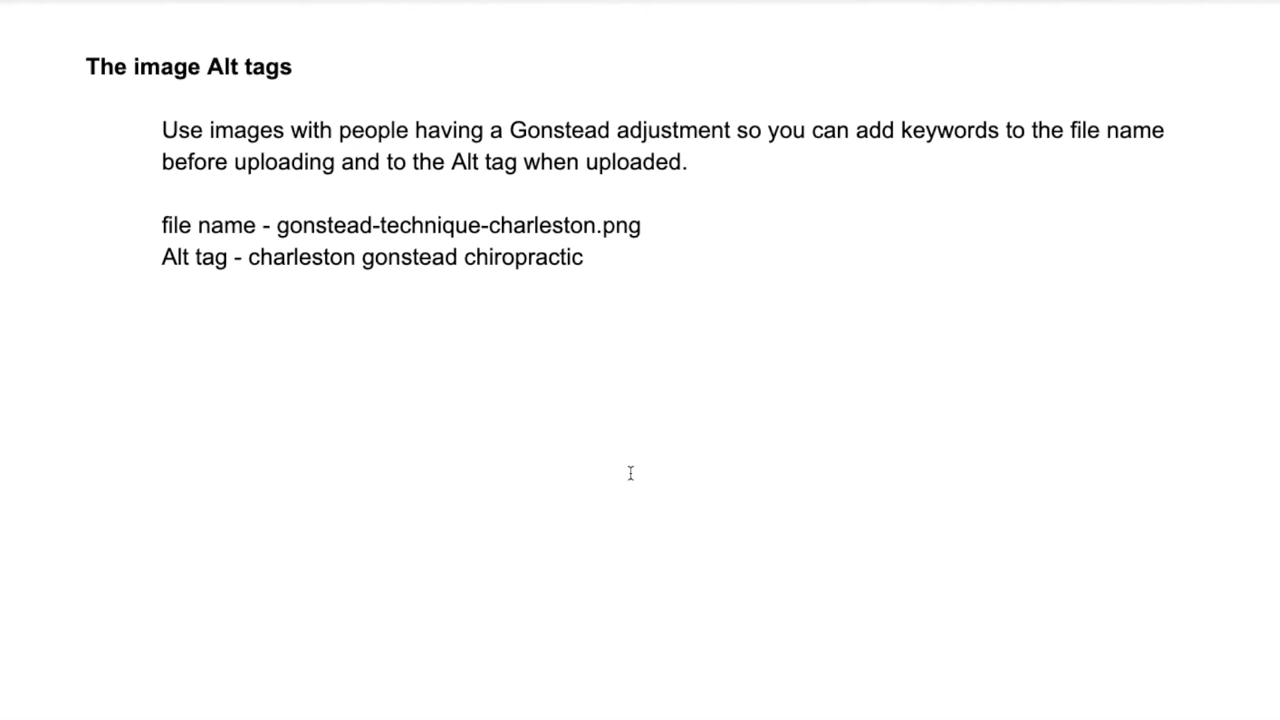 The image Alt tags
Use images with people having a Gonstead adjustment so you can add keywords to the file name
before uploading and to the Alt tag when uploaded.
file name - gonstead-technique-charleston.png
Alt tag - charleston gonstead chiropractic